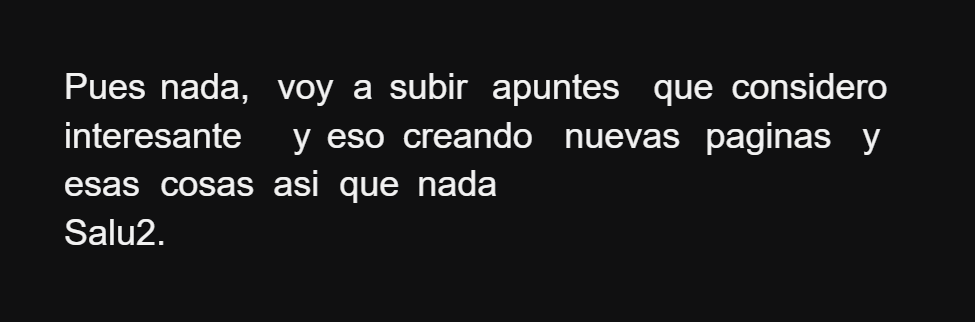 Pues nada, voy a subir apuntes que considero
interesante y eso creando nuevas paginas y
esas cosas asi que nada
Salu2.